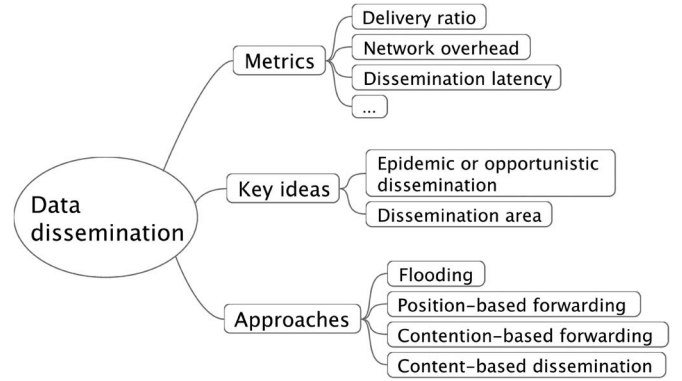 Delivery ratio
Network overhead
Metrics
Dissemination latency
...
Epidemic or opportunistic
dissemination
Key ideas
Dissemination area
Data
dissemination
Flooding
Position-based forwarding
Approaches
Contention-based forwarding
Content-based dissemination